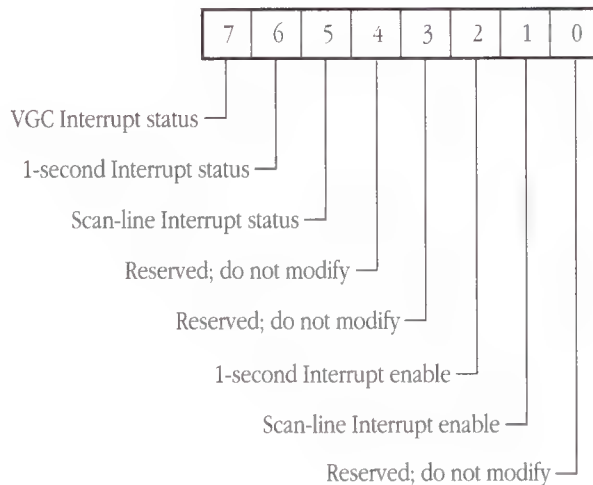 7 6 5 4 3 2 1 0
VGC Interrupt status
1-second Interrupt status
Scan-line Interrupt status
Reserved; do not modify
Reserved; do not modify
1-second Interrupt enable
Scan-line Interrupt enable
Reserved; do not modify